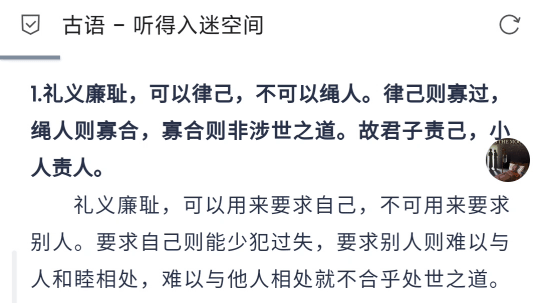 古语 – 听得入迷空间
1.礼义廉耻，可以律己，不可以绳人。律己则寡过，
绳人则寡合，寡合则非涉世之道。故君子责己，小
人责人。
礼义廉耻，可以用来要求自己，不可用来要求
别人。要求自己则能少犯过失，要求别人则难以与
人和睦相处，难以与他人相处就不合乎处世之道。